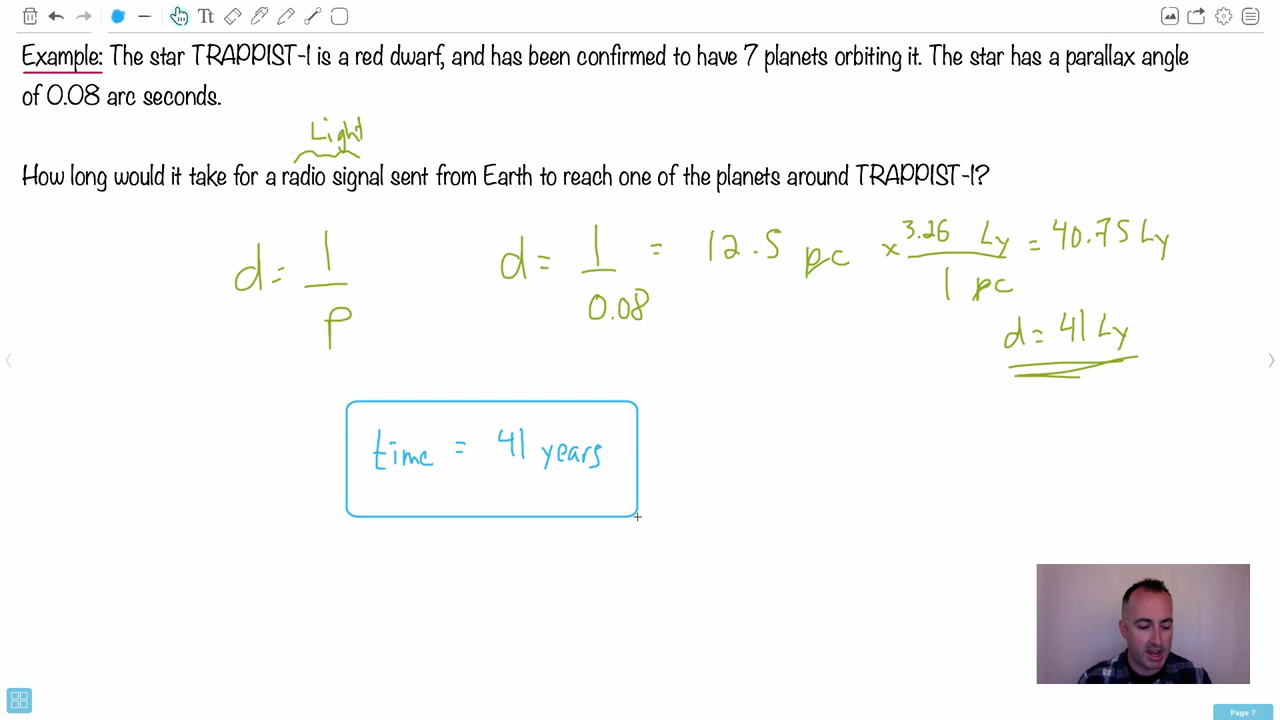 Tt
Example: The star TRAPPIST-1 is a red dwarf, and has been confirmed to have 7 planets orbiting it. The star has a parallax angle
of 0.08 arc seconds.
Light
How long would it take for a radio signal sent from Earth to reach one of the planets around TRAPPIST-1?
d = 1/p
d = 1/0.08 = 12.5 pc × 3.26 Ly/1 pc = 40.75 Ly
d = 41 Ly
time = 41 years
Page 7